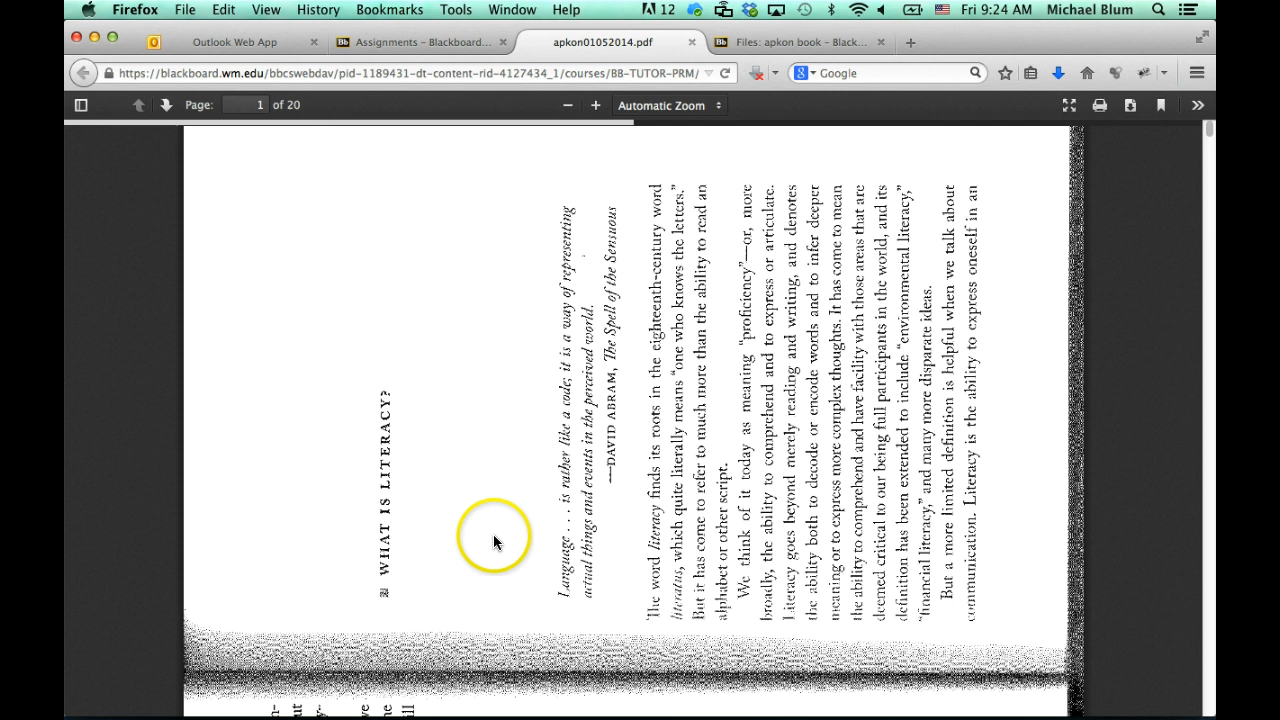 Firefox File Edit View History Bookmarks Tools Window Help 12 Fri 9:24 AM Michael Blum
Outlook Web App Assignments – Blackboard... apkon01052014.pdf Files: apkon book – Black...
https://blackboard.wm.edu/bbcswebdav/pid-1189431-dt-content-rid-4127434_1/courses/BB-TUTOR-PRM/ Google
Page: 1 of 20 Automatic Zoom
WHAT IS LITERACY?
Language . . . is rather like a code; it is a way of representing
actual things and events in the perceived world.
—DAVID ABRAM, The Spell of the Sensuous
The word literacy finds its roots in the eighteenth-century word
literatus, which quite literally means "one who knows the letters."
But it has come to refer to much more than the ability to read an
alphabet or other script.
We think of it today as meaning "proficiency"—or, more
broadly, the ability to comprehend and to express or articulate.
Literacy goes beyond merely reading and writing, and denotes
the ability both to decode or encode words and to infer deeper
meaning or to express more complex thoughts. It has come to mean
the ability to comprehend and have facility with those areas that are
deemed critical to our being full participants in the world, and its
definition has been extended to include "environmental literacy,"
"financial literacy," and many more disparate ideas.
But a more limited definition is helpful when we talk about
communication. Literacy is the ability to express oneself in an